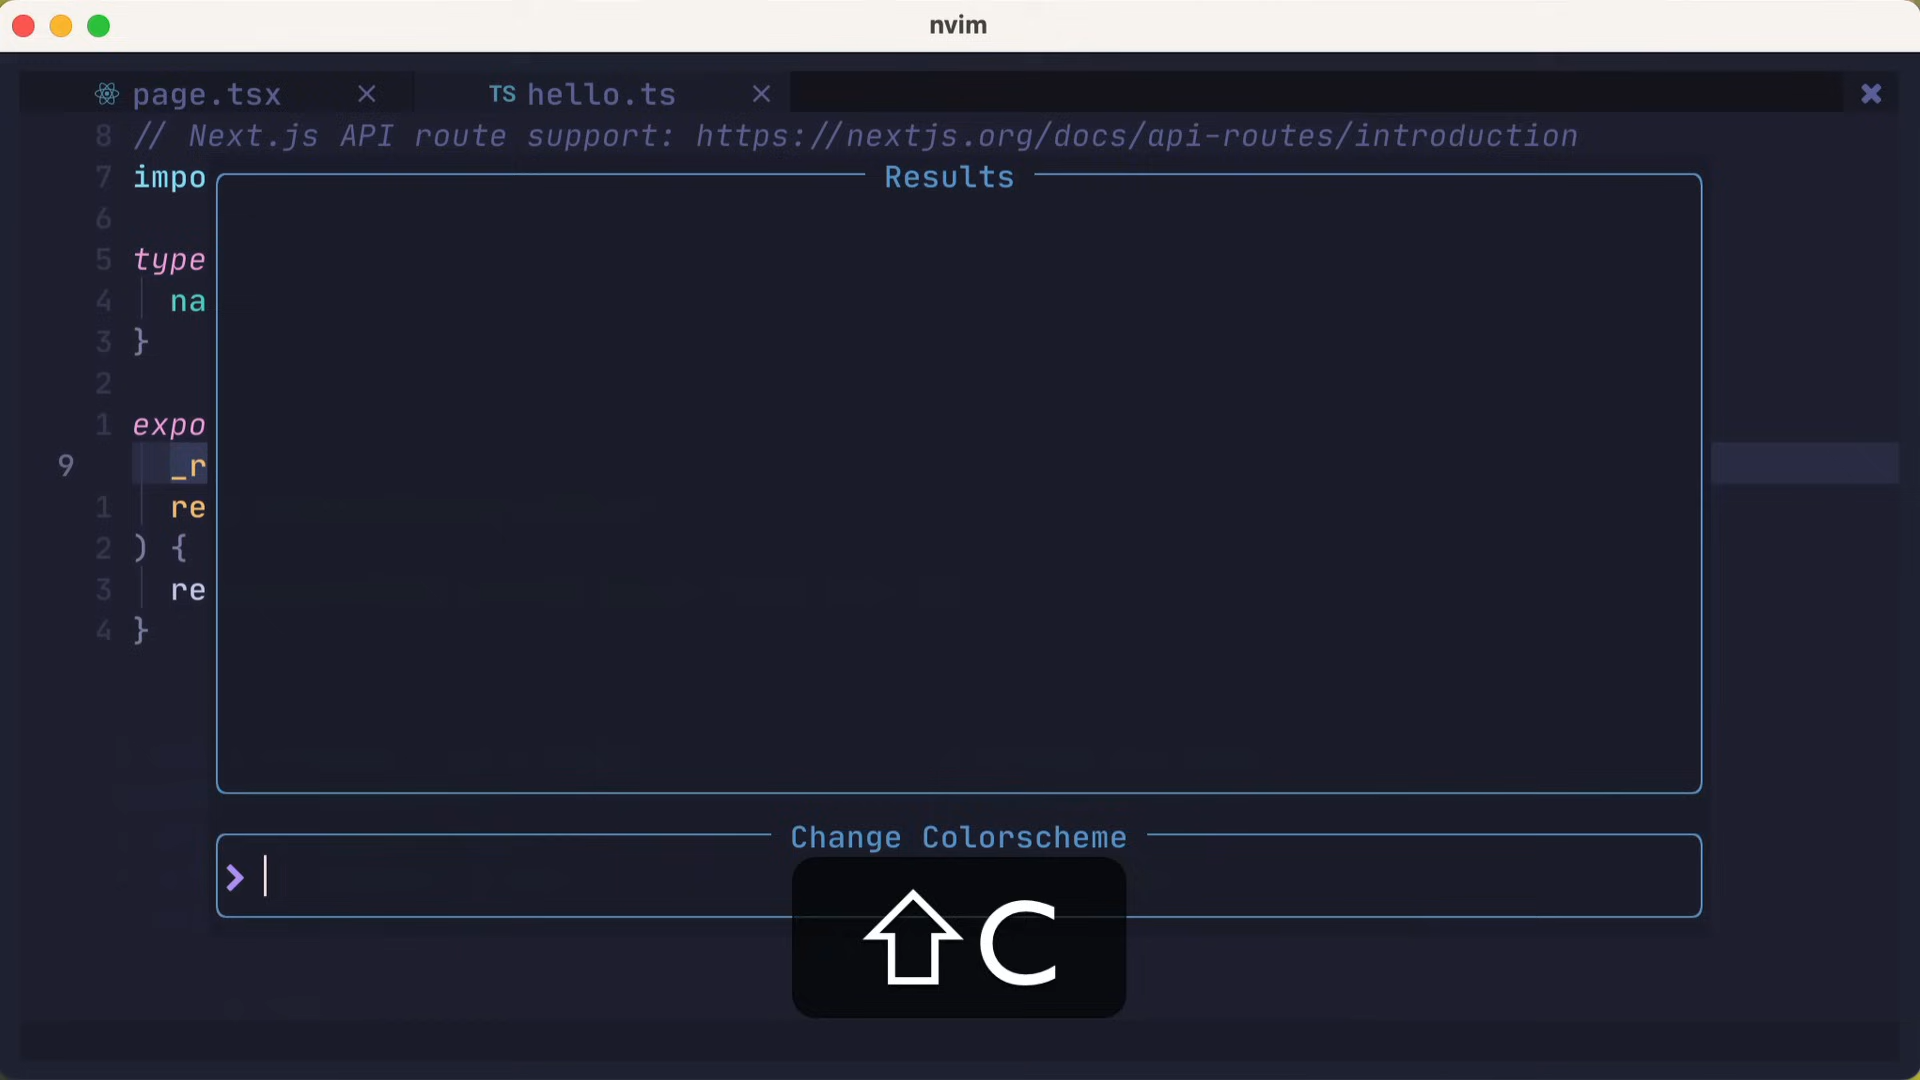 nvim
page.tsx
TS hello.ts
8 // Next.js API route support: https://nextjs.org/docs/api-routes/introduction
7 impo
Results
6
5 type
4 na
3 }
2
1 expo
9 _r
1 re
2 ) {
3 re
4 }
Change Colorscheme
⇧C